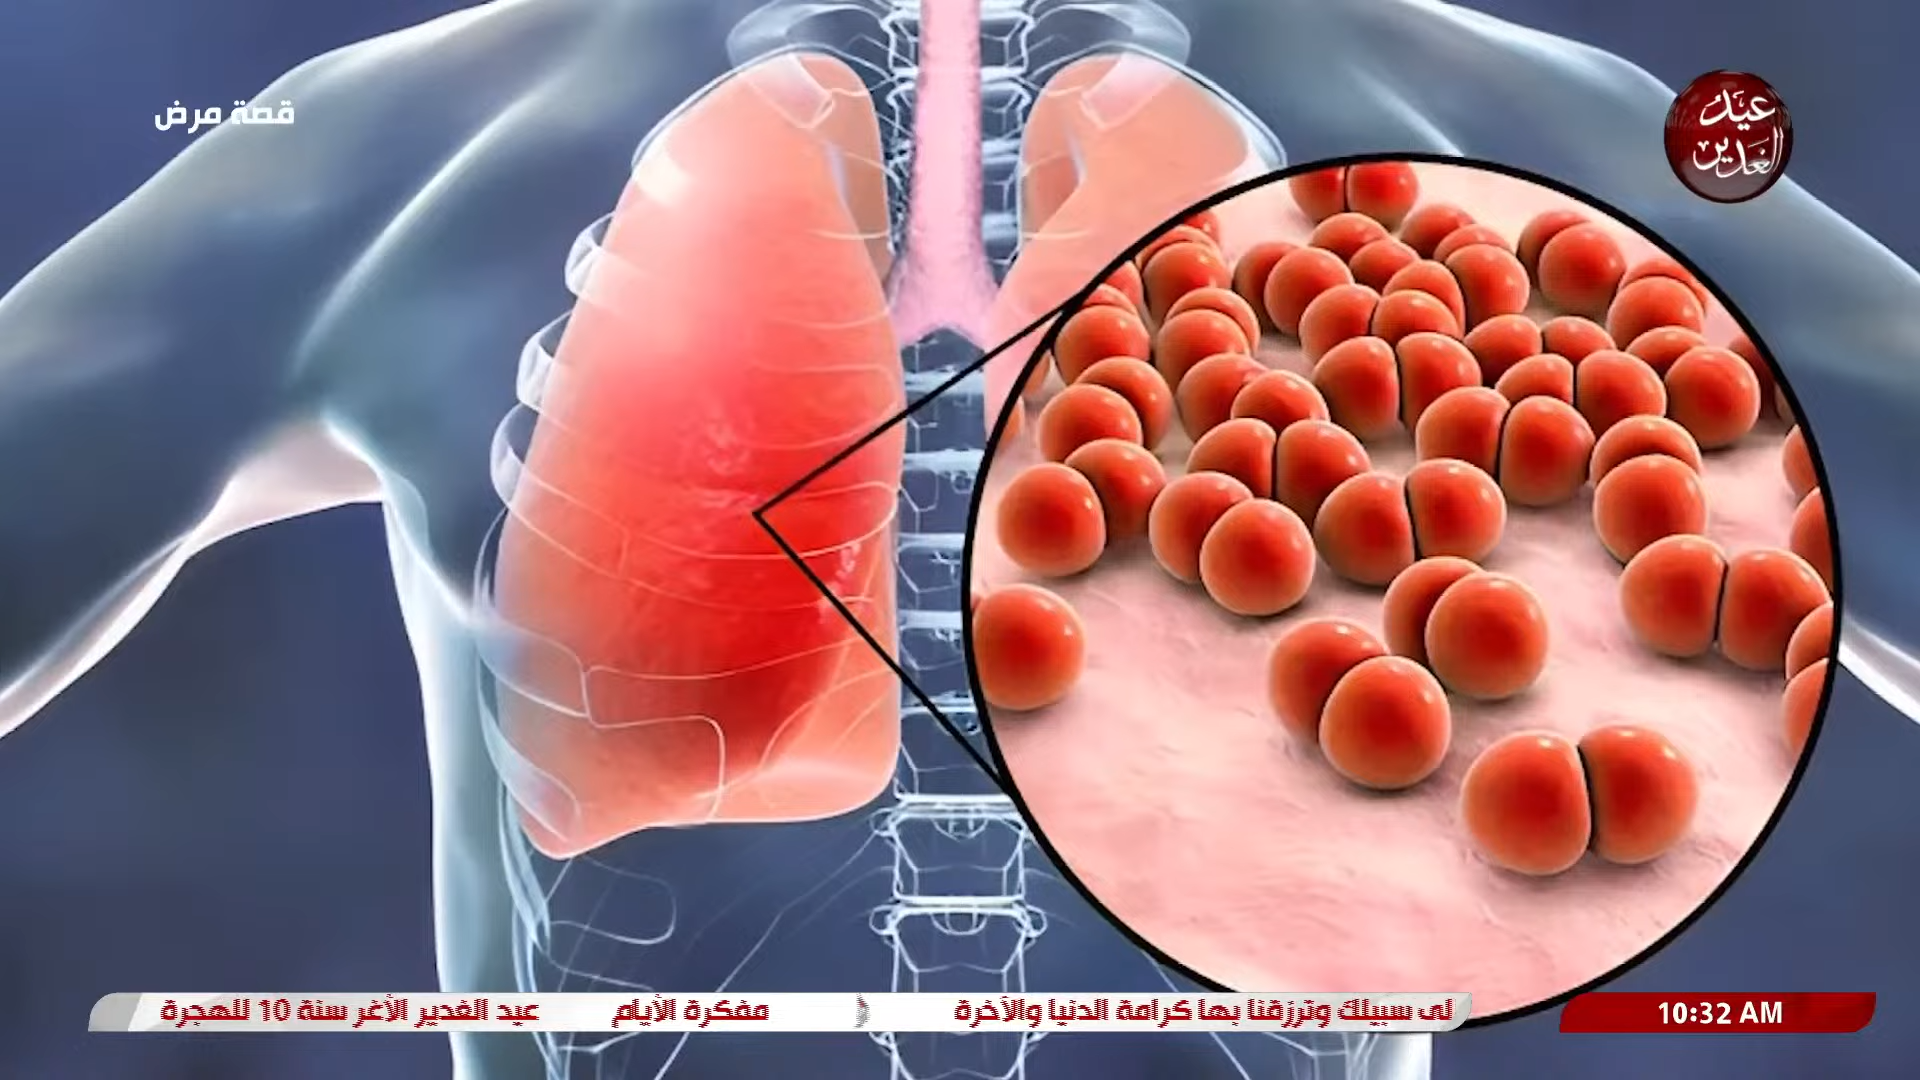 قصة مرض
عيد
الغدير
لى سبيلك وترزقنا بها كرامة الدنيا والآخرة
مفكرة الأيام
عيد الغدير الأغر سنة 10 للهجرة
10:32 AM